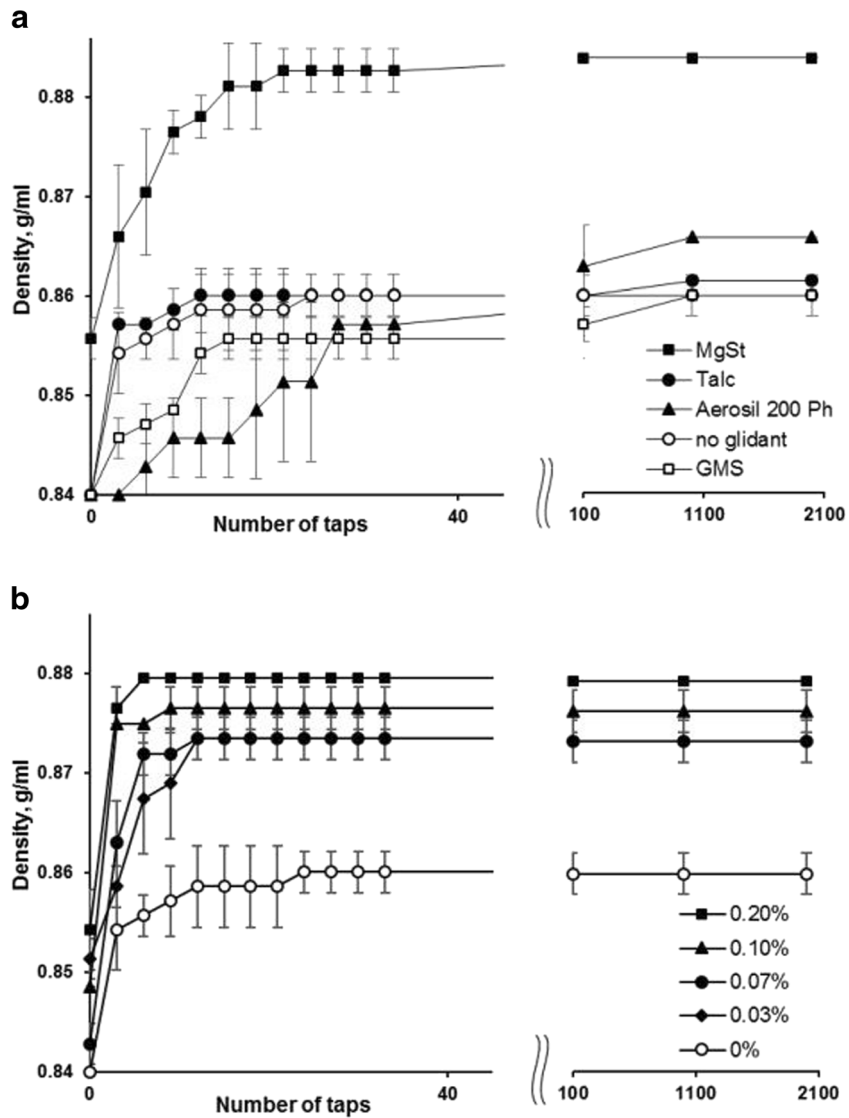 a
Density, g/ml
0.88
0.87
0.86
0.85
0.84
0
40
100
1100
2100
Number of taps
MgSt
Talc
Aerosil 200 Ph
no glidant
GMS
b
Density, g/ml
0.88
0.87
0.86
0.85
0.84
0
40
100
1100
2100
Number of taps
0.20%
0.10%
0.07%
0.03%
0%